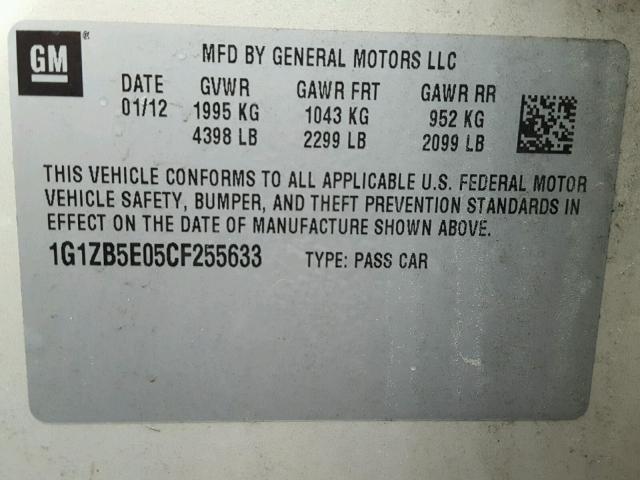 GM ®
MFD BY GENERAL MOTORS LLC
DATE GVWR GAWR FRT GAWR RR
01/12 1995 KG 1043 KG 952 KG
4398 LB 2299 LB 2099 LB
THIS VEHICLE CONFORMS TO ALL APPLICABLE U.S. FEDERAL MOTOR
VEHICLE SAFETY, BUMPER, AND THEFT PREVENTION STANDARDS IN
EFFECT ON THE DATE OF MANUFACTURE SHOWN ABOVE.
1G1ZB5E05CF255633 TYPE: PASS CAR